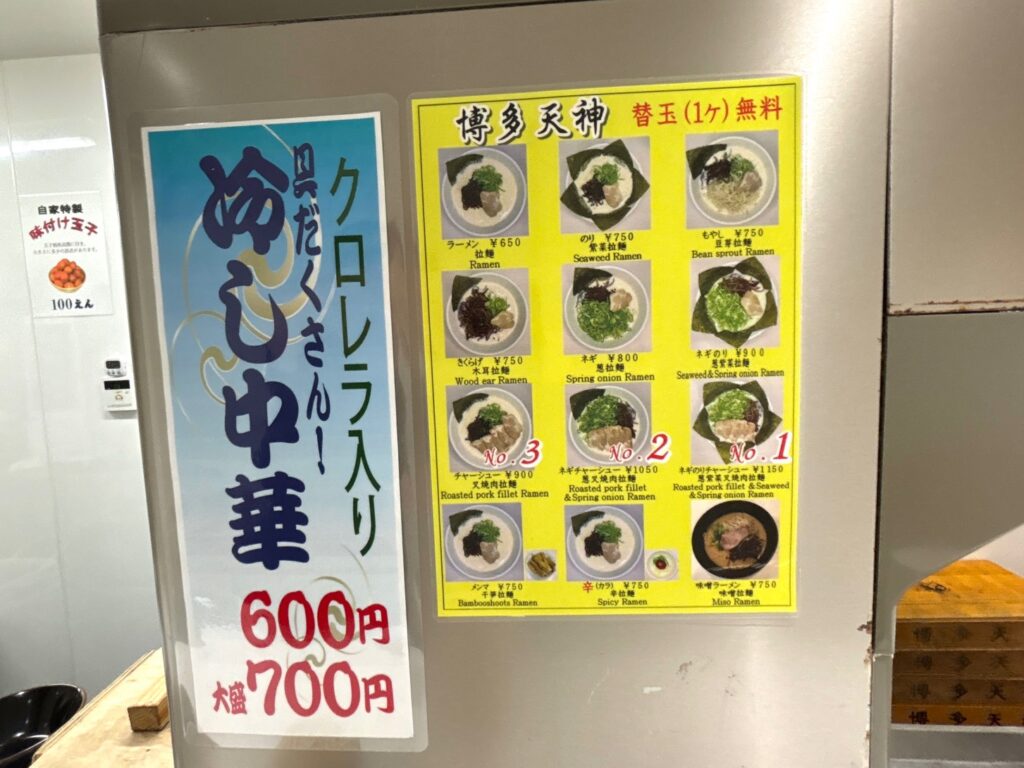 自家特製
味付け玉子
100えん
クロレラ入り
具だくさん!
冷し中華
600円
大盛700円
博多天神
替玉(1ヶ)無料
ラーメン ¥650
拉麺
Ramen
のり ¥750
紫菜拉麺
Seaweed Ramen
もやし ¥750
豆芽拉麺
Bean sprout Ramen
きくらげ ¥750
木耳拉麺
Wood ear Ramen
ネギ ¥800
葱拉麺
Spring onion Ramen
ネギのり ¥900
葱紫菜拉麺
Seaweed&Spring onion Ramen
No.3
チャーシュー ¥900
叉焼肉拉麺
Roasted pork fillet Ramen
No.2
ネギチャーシュー ¥1050
葱叉焼肉拉麺
Roasted pork fillet
&Spring onion Ramen
No.1
ネギのりチャーシュー ¥1150
葱紫菜叉焼肉拉麺
Roasted pork fillet &Seaweed
&Spring onion Ramen
メンマ ¥750
干笋拉麺
Bambooshoots Ramen
辛(カラ) ¥750
辛拉麺
Spicy Ramen
味噌ラーメン ¥750
味噌拉麺
Miso Ramen
博多天
博多天
博多天